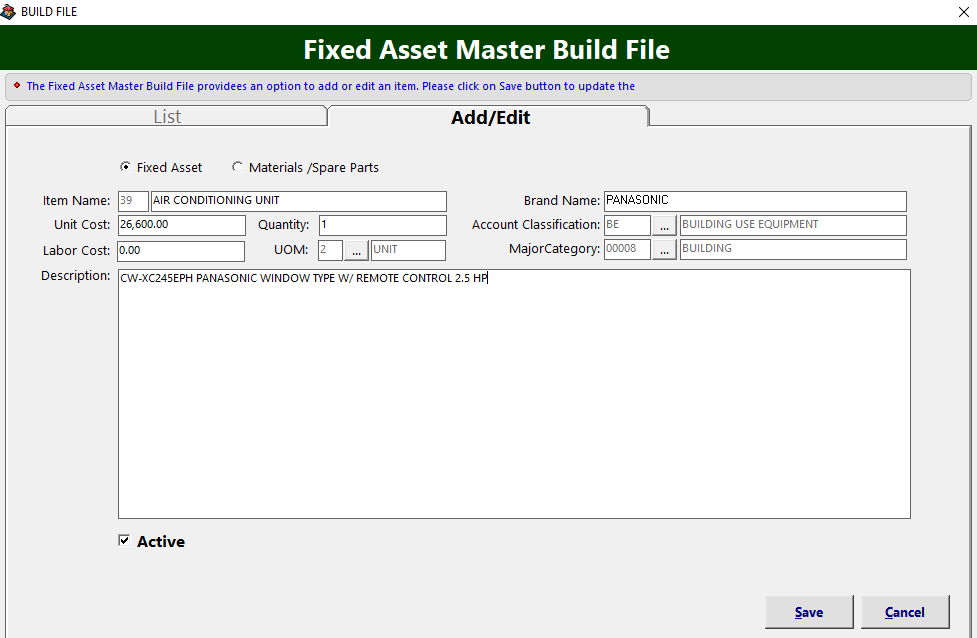 BUILD FILE
Fixed Asset Master Build File
The Fixed Asset Master Build File providees an option to add or edit an item. Please click on Save button to update the
List Add/Edit
Fixed Asset Materials /Spare Parts
Item Name: 39 AIR CONDITIONING UNIT Brand Name: PANASONIC
Unit Cost: 26,600.00 Quantity: 1 Account Classification: BE ... BUILDING USE EQUIPMENT
Labor Cost: 0.00 UOM: 2 ... UNIT MajorCategory: 00008 ... BUILDING
Description: CW-XC245EPH PANASONIC WINDOW TYPE W/ REMOTE CONTROL 2.5 HP
Active
Save Cancel